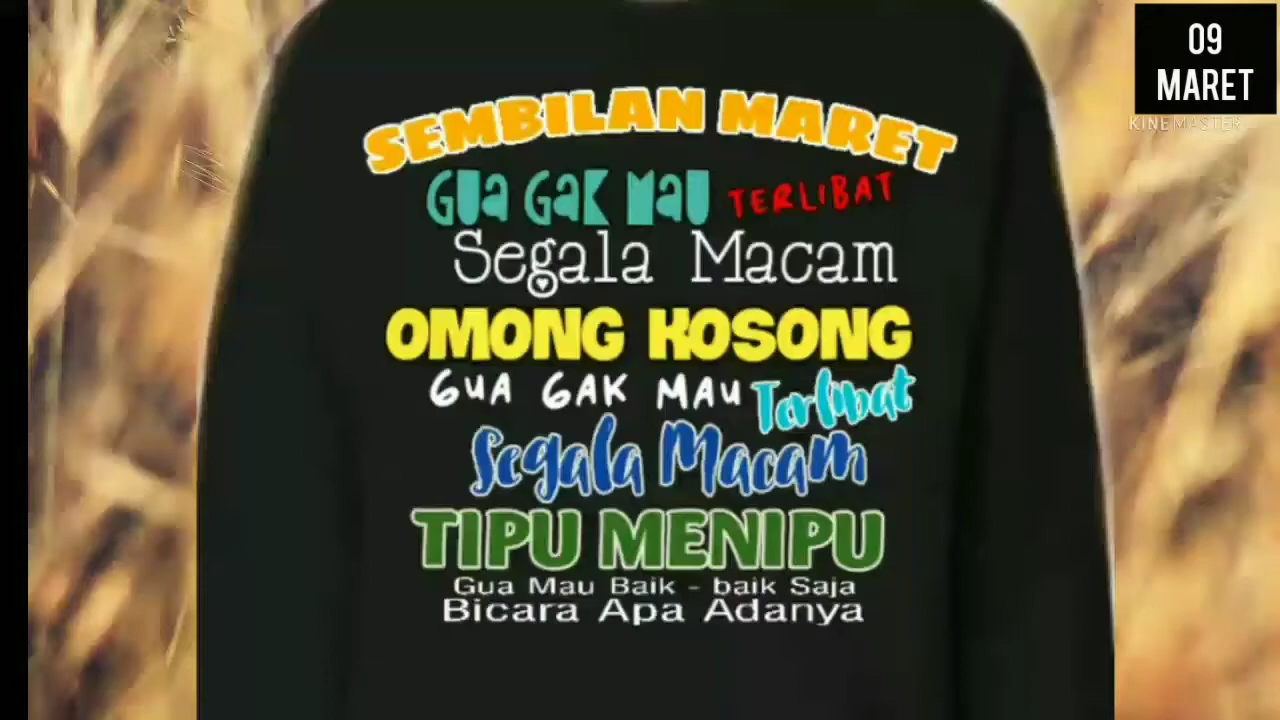 09
MARET
KINEMASTER
SEMBILAN MARET
GUa GaK MaU TERLIBAT
Segala Macam
OMONG KOSONG
GUA GAK MAU Terlibat
Segala Macam
TIPU MENIPU
Gua Mau Baik - baik Saja
Bicara Apa Adanya